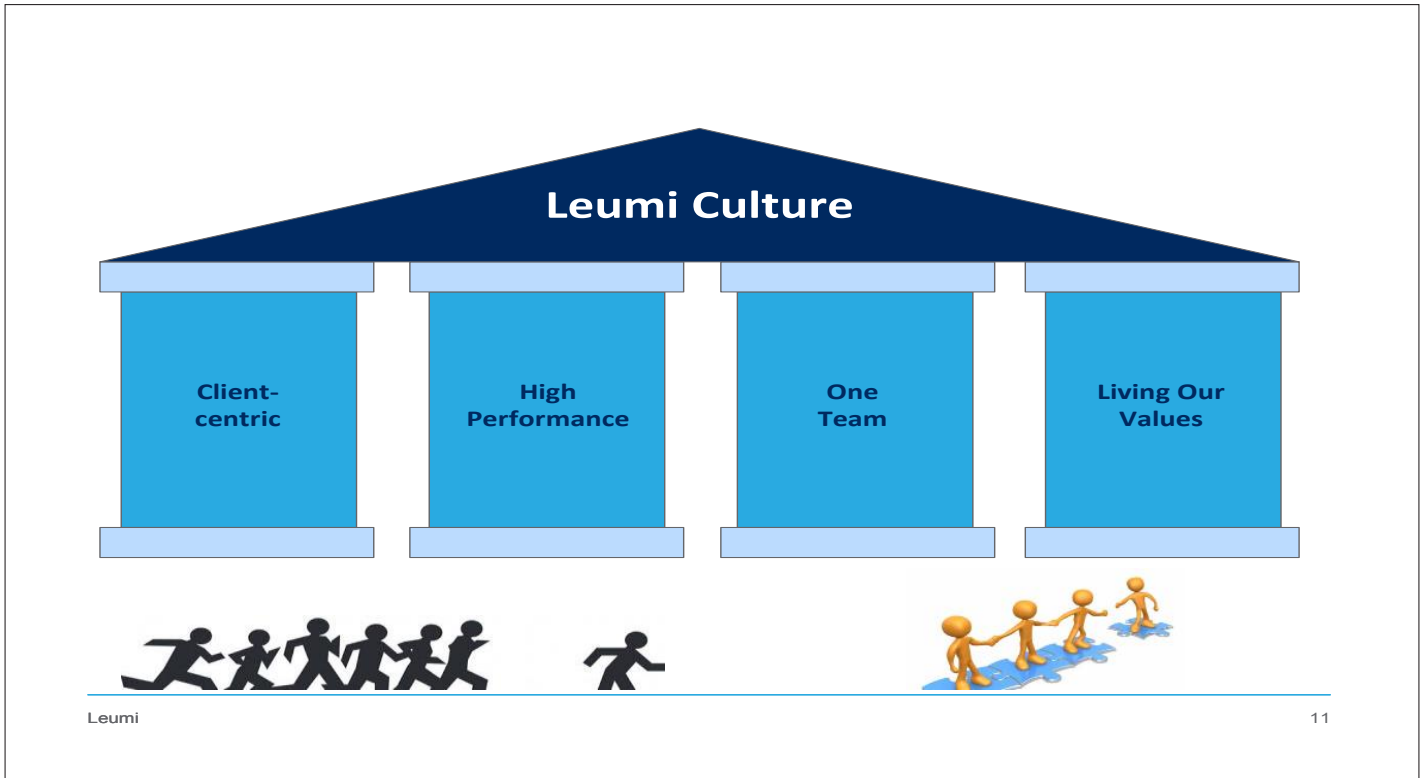 Leumi Culture
Client-
centric
High
Performance
One
Team
Living Our
Values
Leumi
11